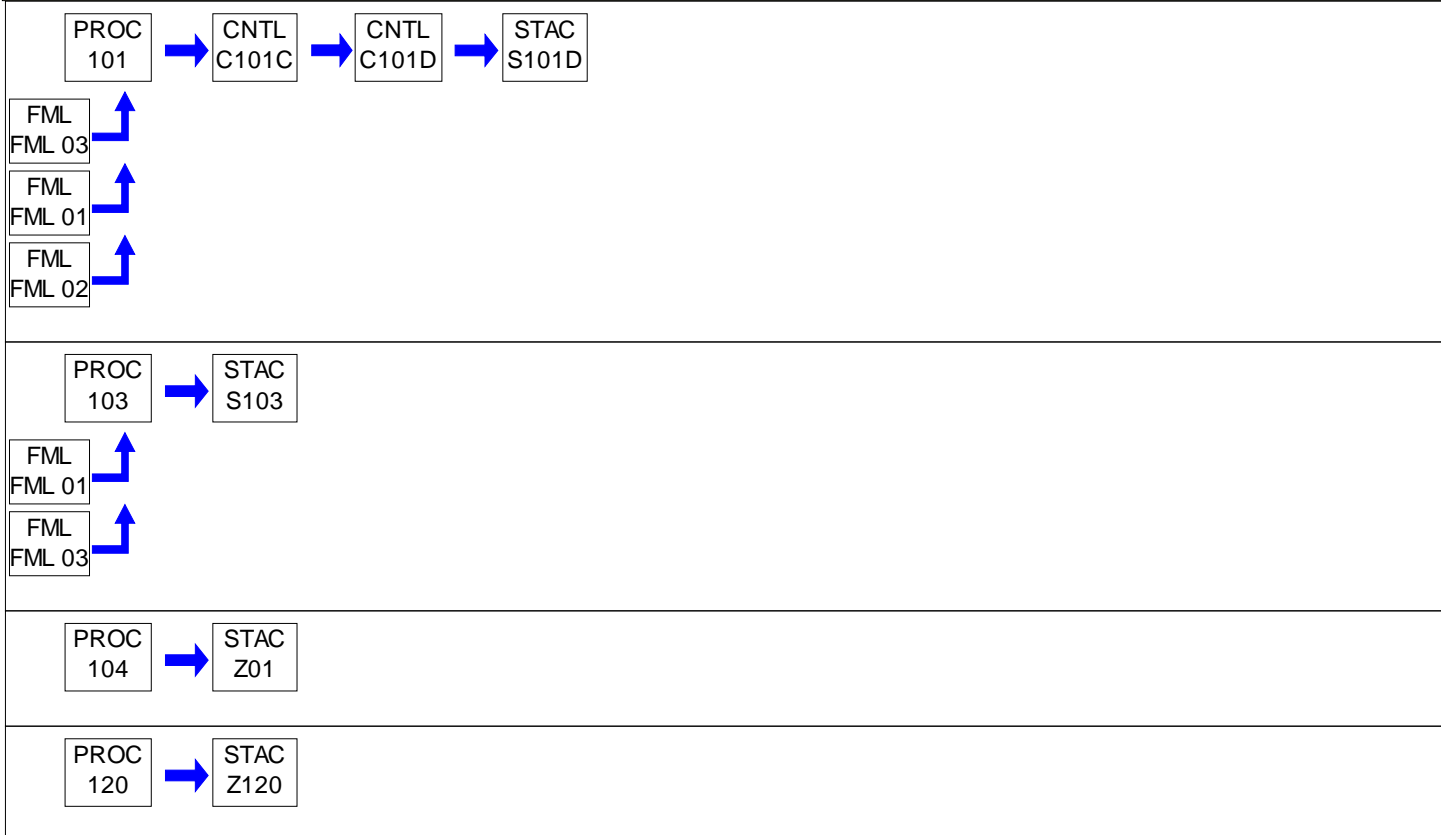 PROC
101
CNTL
C101C
CNTL
C101D
STAC
S101D
FML
FML 03
FML
FML 01
FML
FML 02
PROC
103
STAC
S103
FML
FML 01
FML
FML 03
PROC
104
STAC
Z01
PROC
120
STAC
Z120